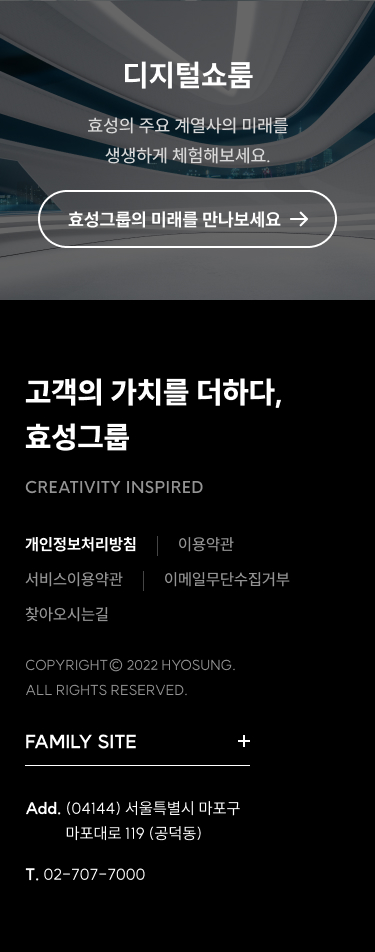 디지털쇼룸
효성의 주요 계열사의 미래를
생생하게 체험해보세요.
효성그룹의 미래를 만나보세요 →
고객의 가치를 더하다,
효성그룹
CREATIVITY INSPIRED
개인정보처리방침 | 이용약관
서비스이용약관 | 이메일무단수집거부
찾아오시는길
COPYRIGHT© 2022 HYOSUNG.
ALL RIGHTS RESERVED.
FAMILY SITE +
Add. (04144) 서울특별시 마포구
마포대로 119 (공덕동)
T. 02-707-7000